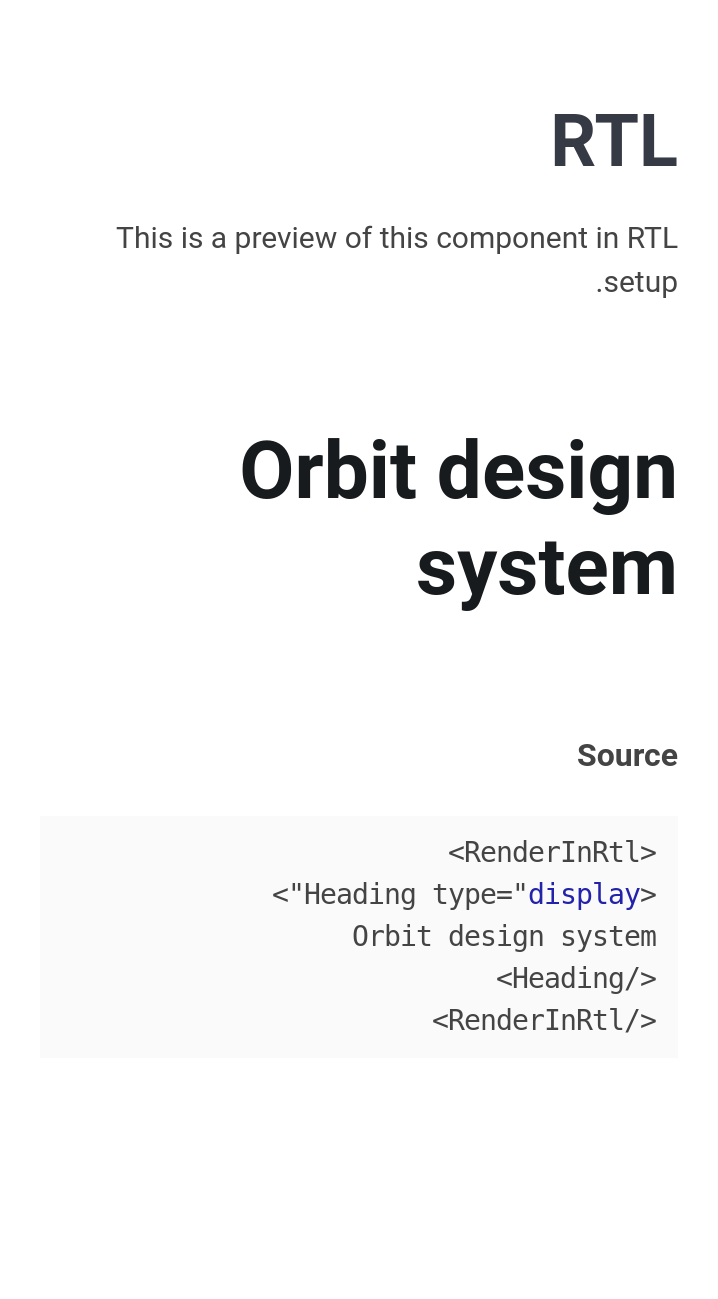 RTL
This is a preview of this component in RTL
.setup
Orbit design
system
Source
<RenderInRtl>
<"Heading type="display>
Orbit design system
<Heading/>
<RenderInRtl/>